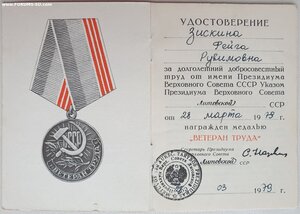 FORUMS-SU.COM
СССР
ВЕТЕРАН ТРУДА
УДОСТОВЕРЕНИЕ
Зискина
Фейга
Рувимовна
за долголетний добросовестный
труд от имени Президиума
Верховного Совета СССР Указом
Президиума Верховного Совета
Литовской ССР
от 28 марта 1979 г.
награжден медалью
"ВЕТЕРАН ТРУДА"
Секретарь Президиума
Верховного Совета
Литовской ССР
03 1979 г.